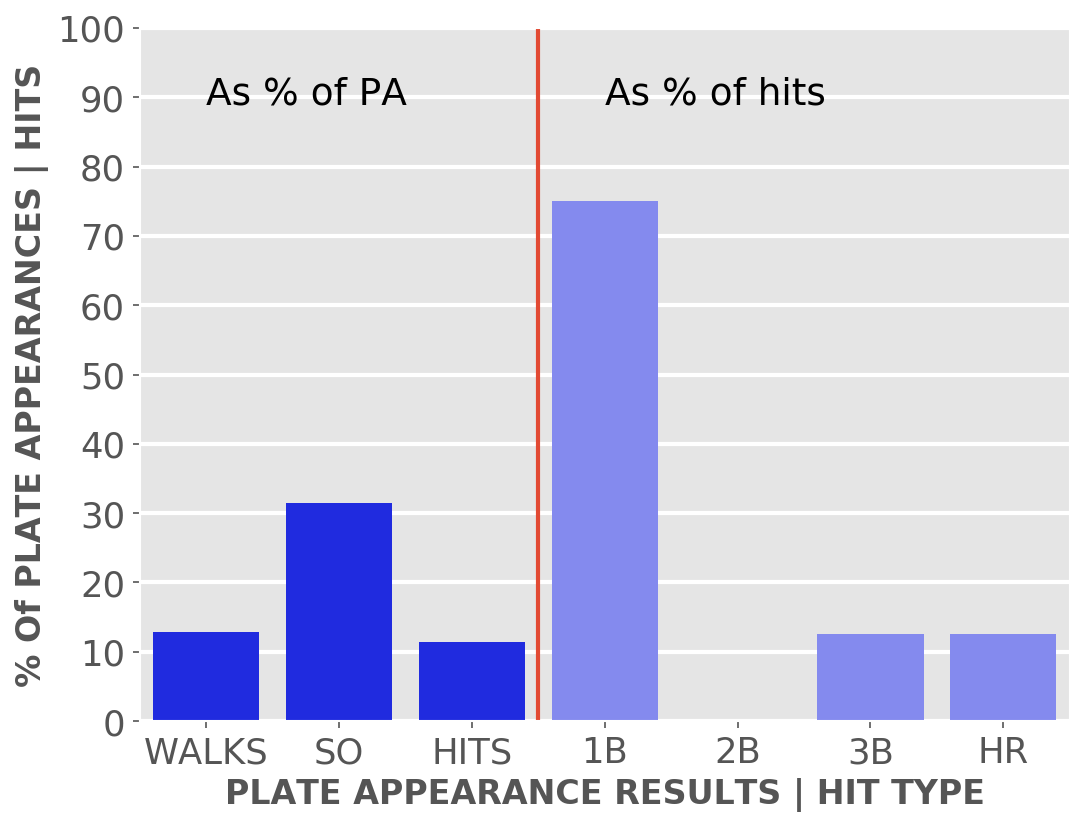 % Of PLATE APPEARANCES | HITS
100
90
80
70
60
50
40
30
20
10
0
As % of PA
As % of hits
WALKS SO HITS 1B 2B 3B HR
PLATE APPEARANCE RESULTS | HIT TYPE